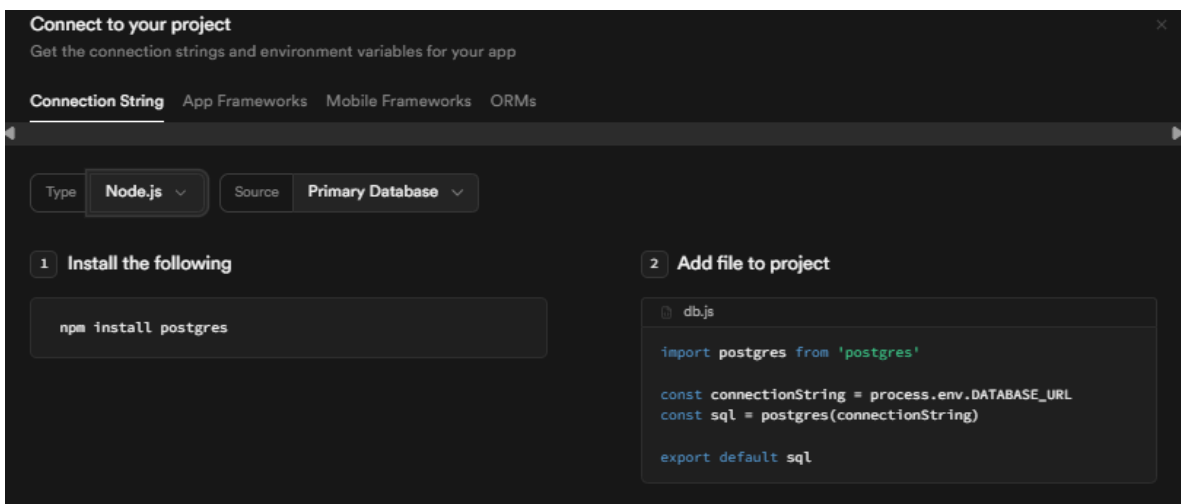 Connect to your project
Get the connection strings and environment variables for your app
Connection String App Frameworks Mobile Frameworks ORMs
Type Node.js Source Primary Database
1 Install the following
npm install postgres
2 Add file to project
db.js
import postgres from 'postgres'
const connectionString = process.env.DATABASE_URL
const sql = postgres(connectionString)
export default sql